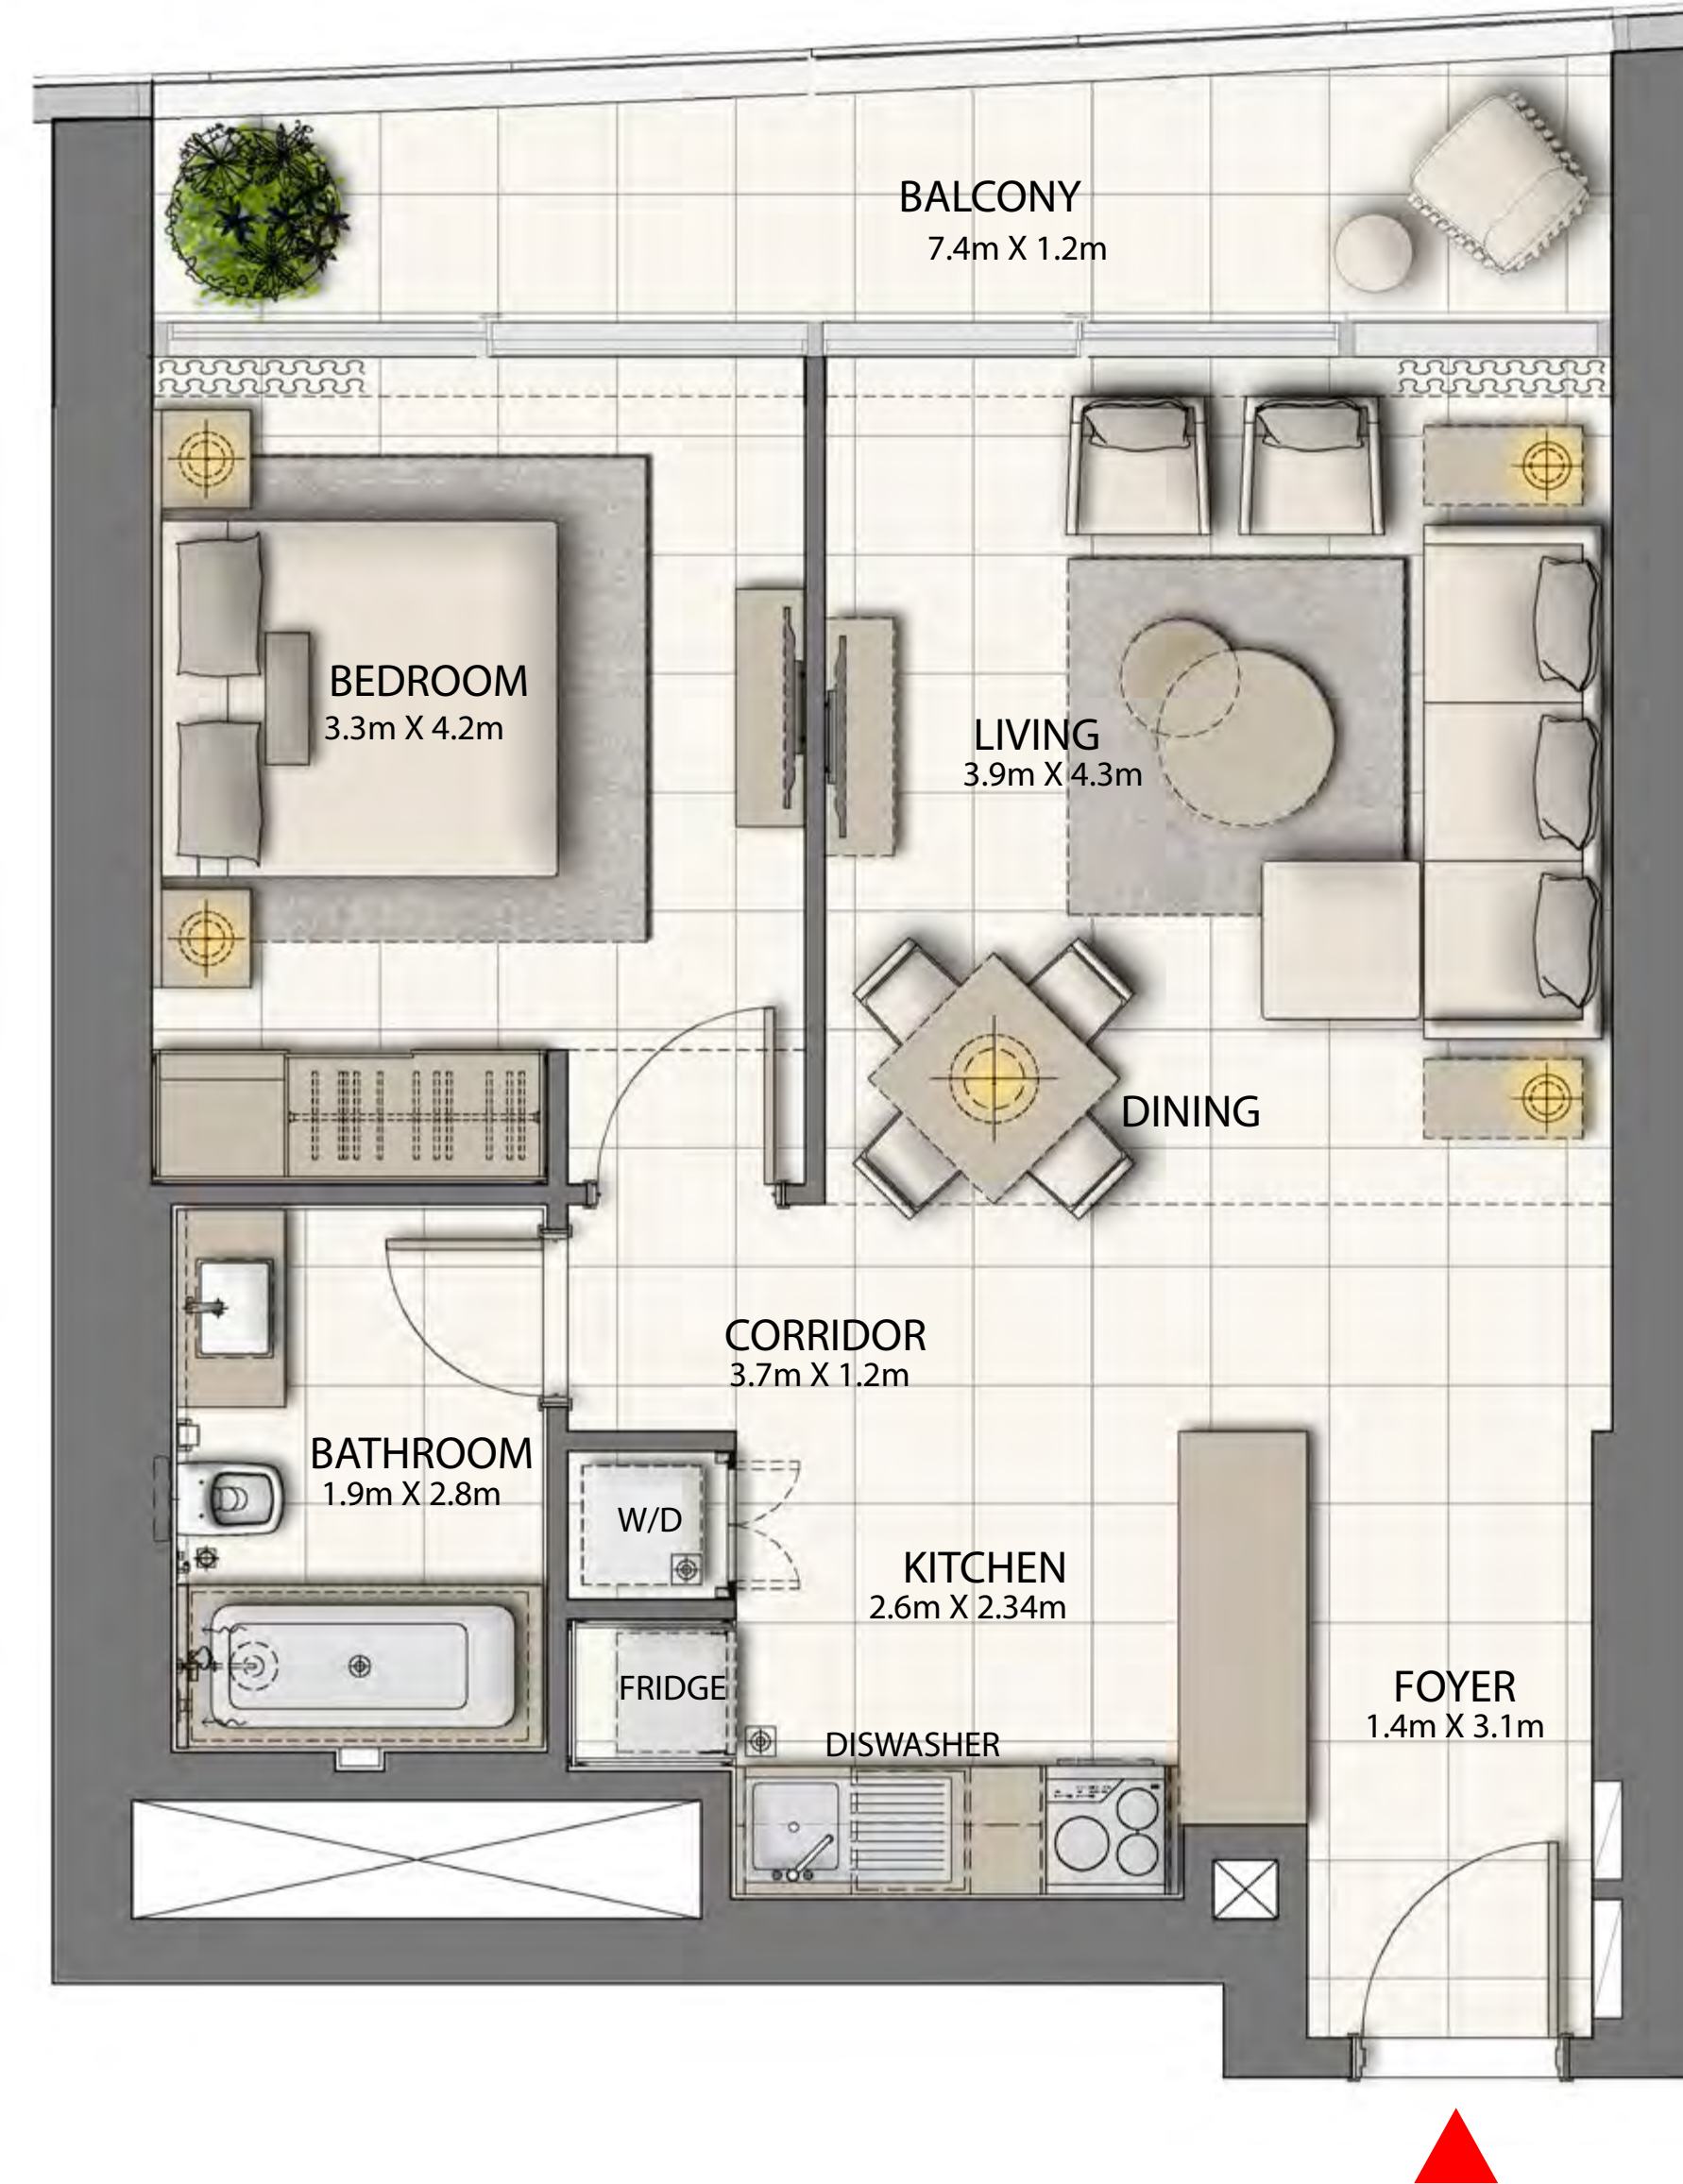 BALCONY
7.4m X 1.2m
BEDROOM
3.3m X 4.2m
LIVING
3.9m X 4.3m
DINING
CORRIDOR
3.7m X 1.2m
BATHROOM
1.9m X 2.8m
W/D
KITCHEN
2.6m X 2.34m
FRIDGE
DISWASHER
FOYER
1.4m X 3.1m